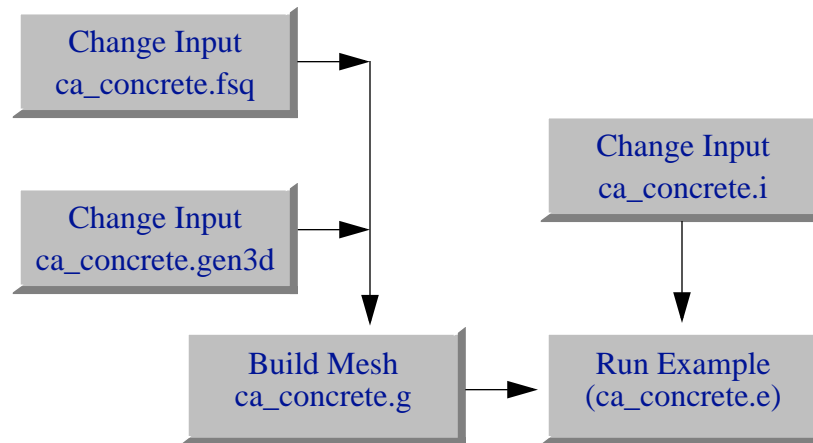 Change Input
ca_concrete.fsq
Change Input
ca_concrete.i
Change Input
ca_concrete.gen3d
Build Mesh
ca_concrete.g
Run Example
(ca_concrete.e)